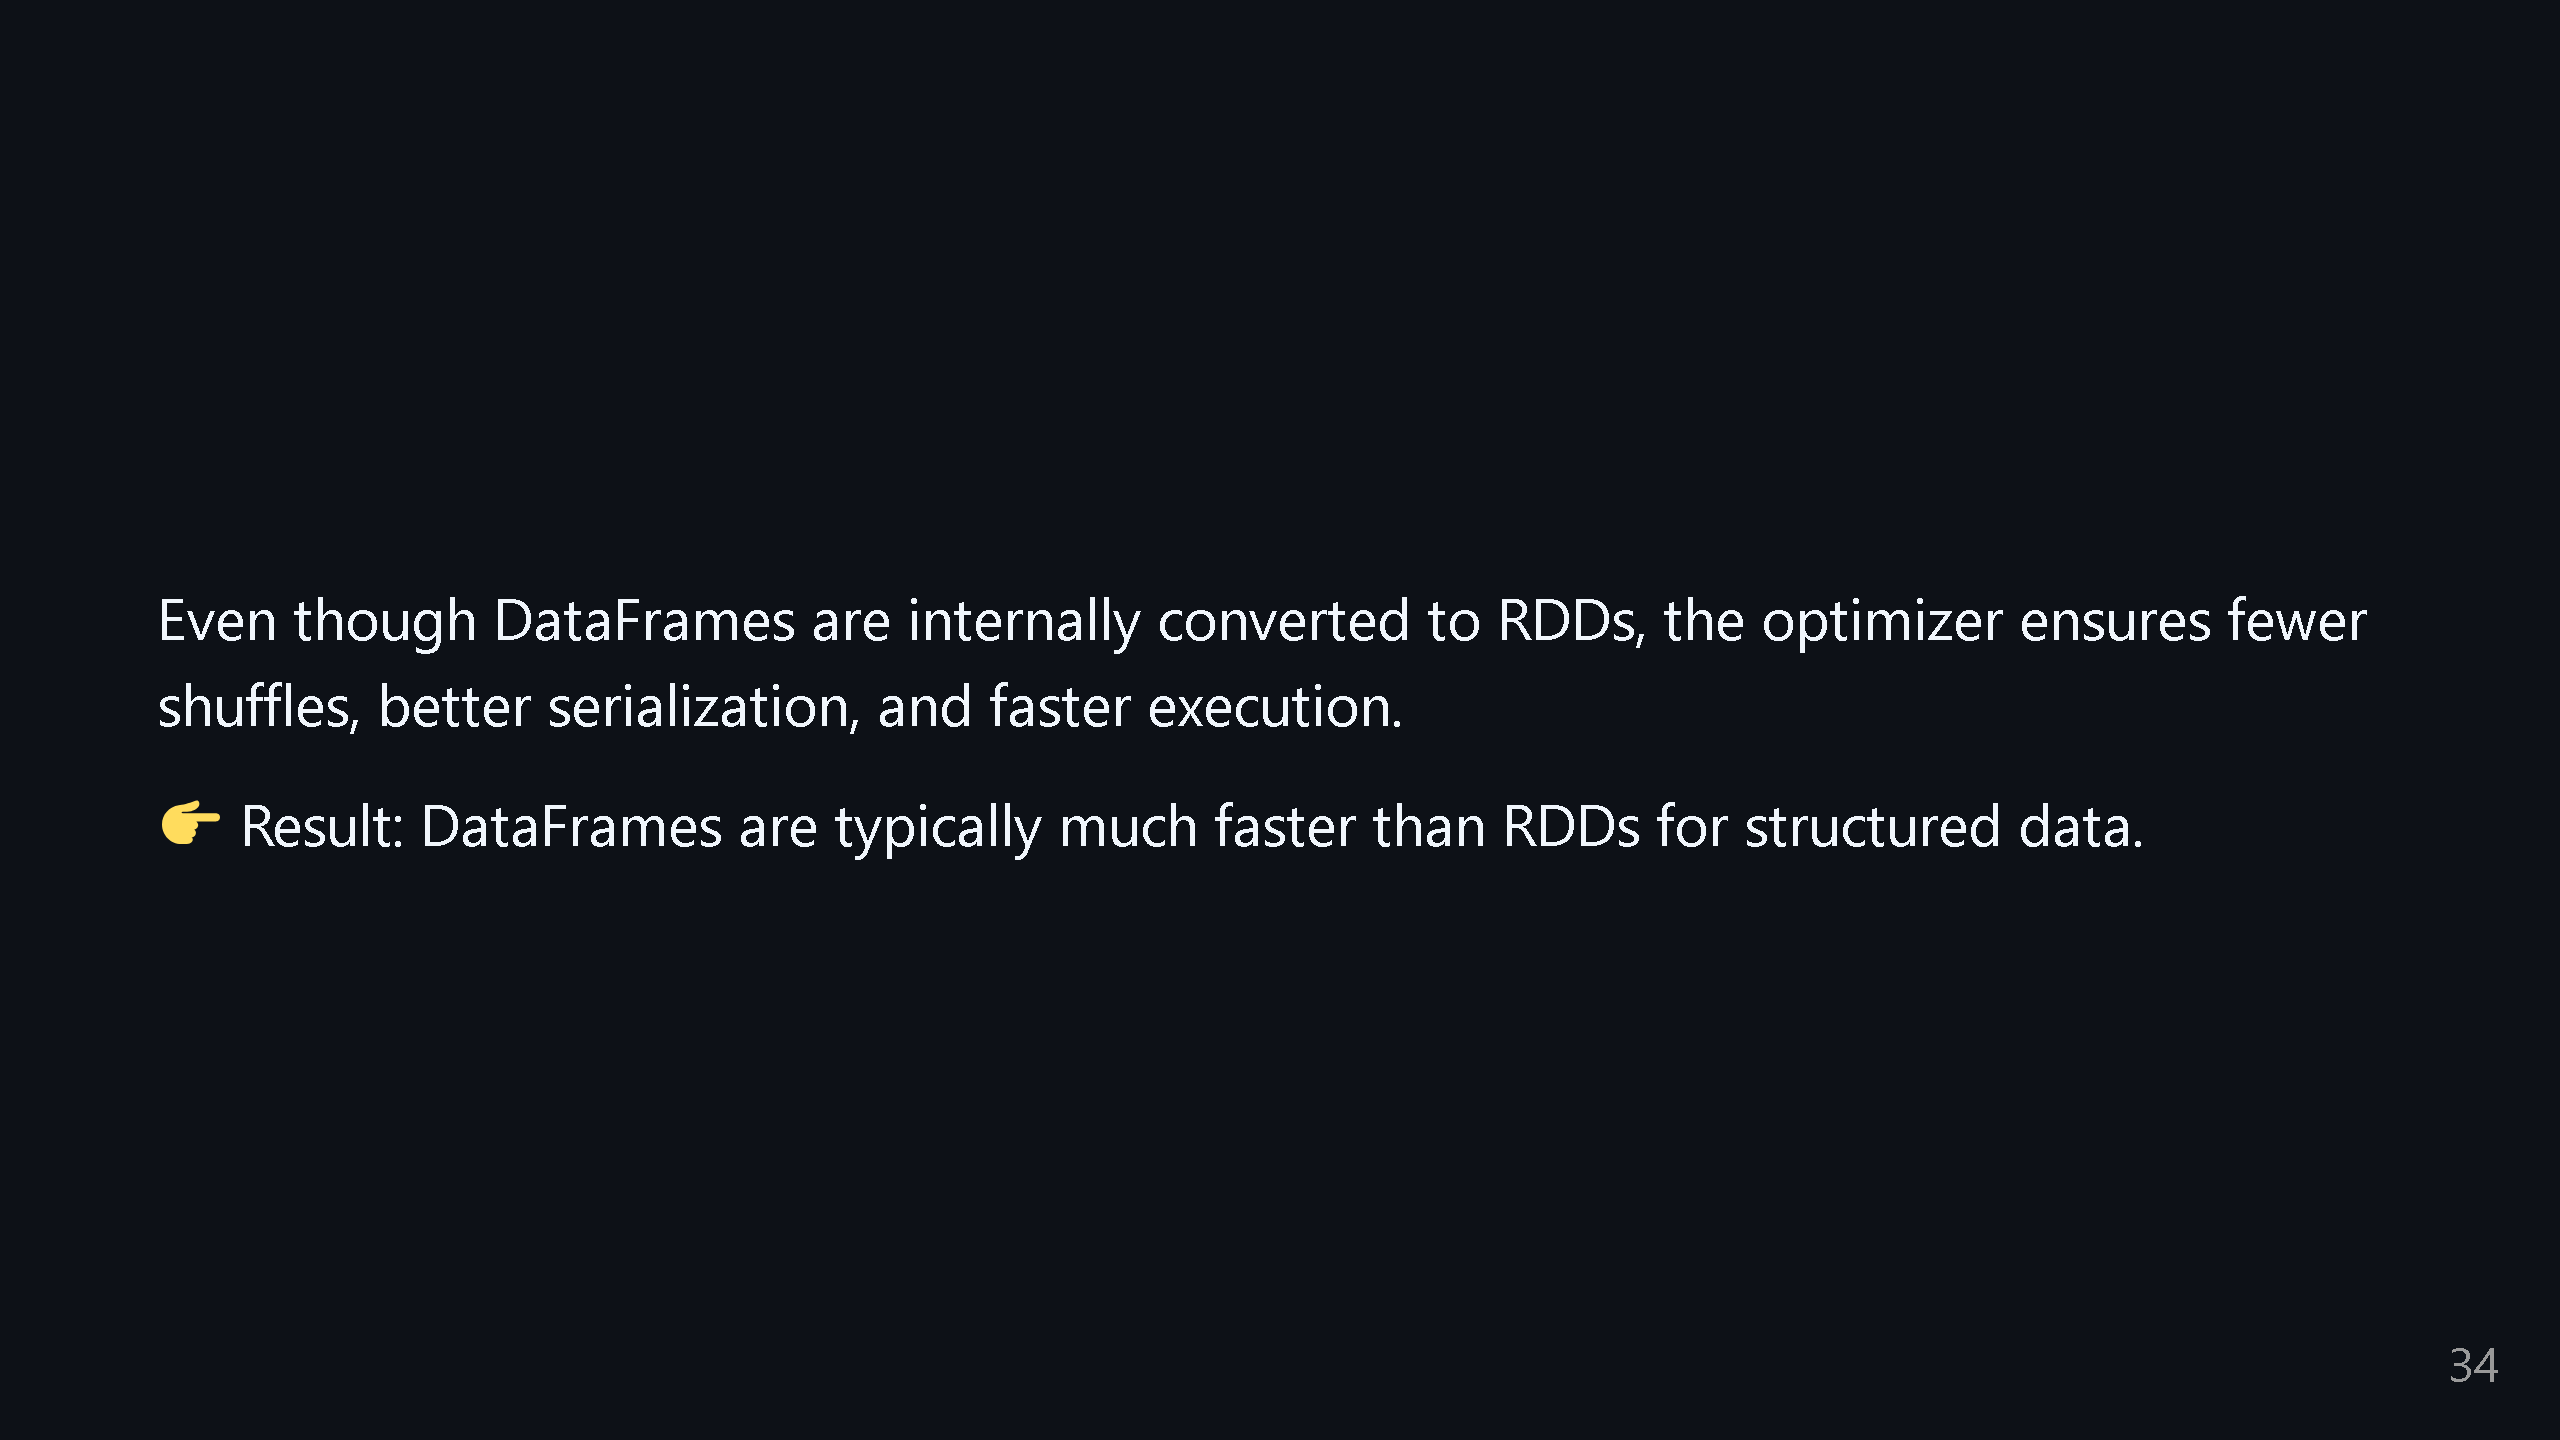 Even though DataFrames are internally converted to RDDs, the optimizer ensures fewer
shuffles, better serialization, and faster execution.
👉 Result: DataFrames are typically much faster than RDDs for structured data.
34